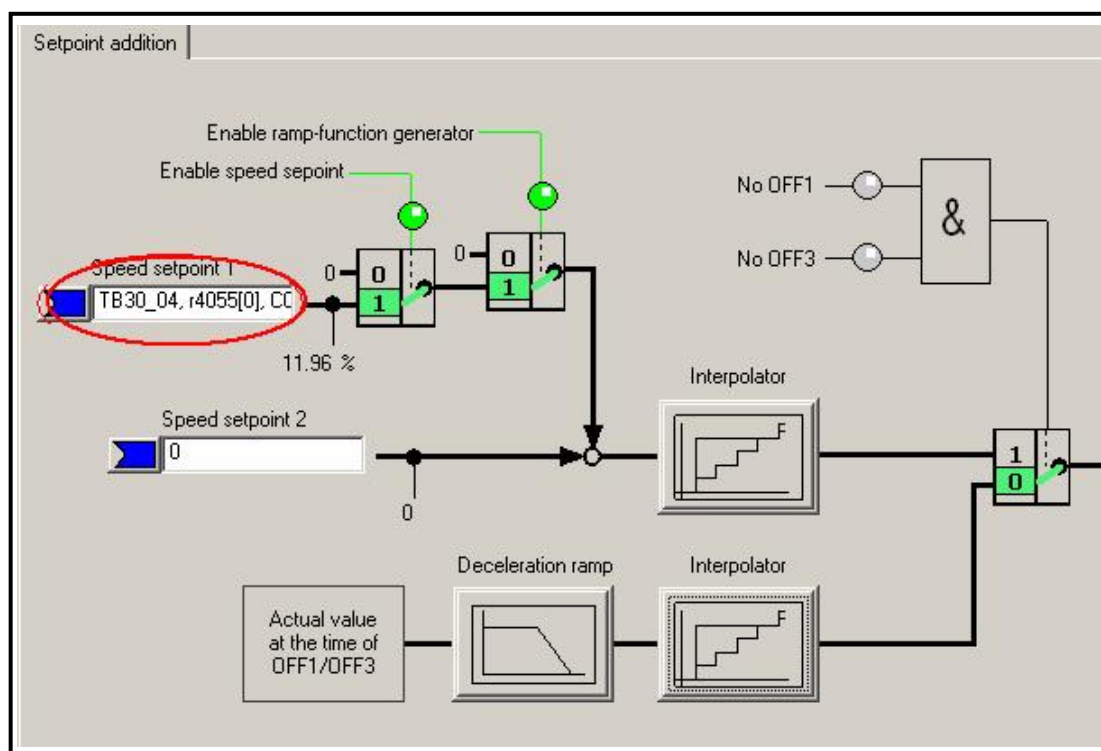 Setpoint addition
Enable ramp-function generator
Enable speed sepoint
No OFF1
&
No OFF3
Speed setpoint 1
0
0
0
0
TB30_04, r4055[0], CO
1
1
11.96 %
Interpolator
Speed setpoint 2
0
1
0
0
Deceleration ramp
Interpolator
Actual value
at the time of
OFF1/OFF3